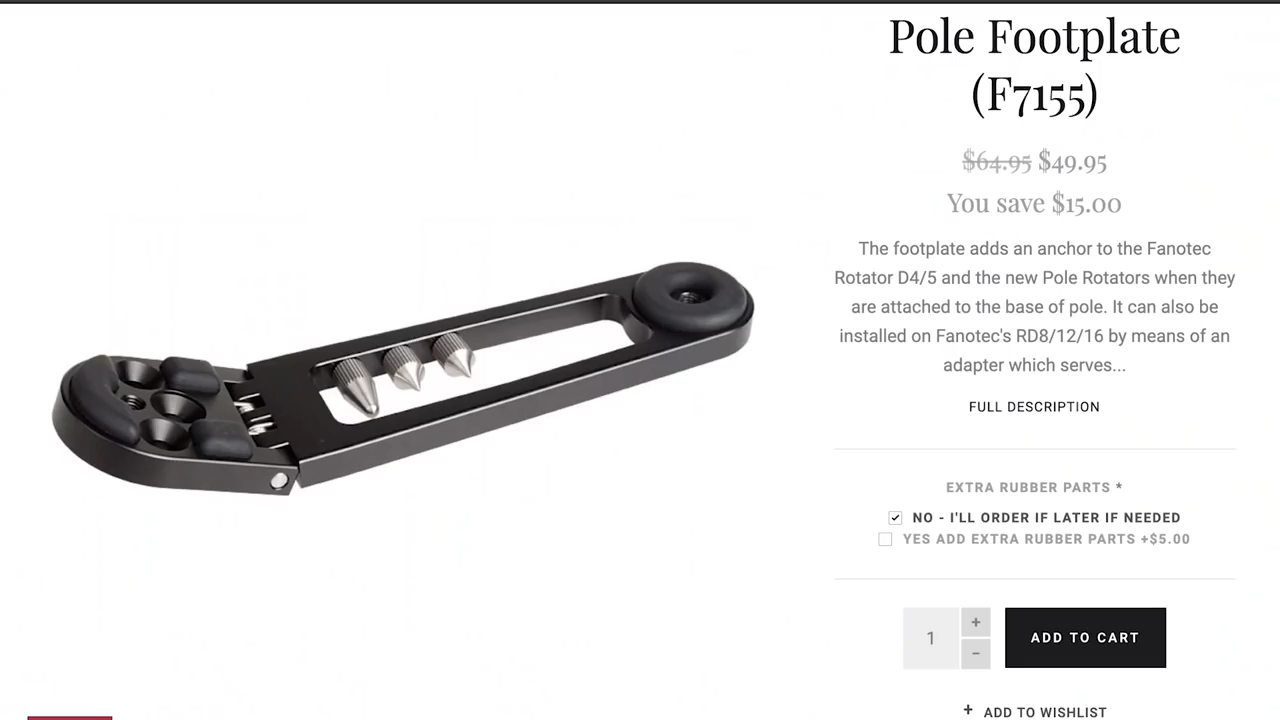 Pole Footplate
(F7155)
$64.95 $49.95
You save $15.00
The footplate adds an anchor to the Fanotec
Rotator D4/5 and the new Pole Rotators when they
are attached to the base of pole. It can also be
installed on Fanotec's RD8/12/16 by means of an
adapter which serves...
FULL DESCRIPTION
EXTRA RUBBER PARTS *
NO - I'LL ORDER IF LATER IF NEEDED
YES ADD EXTRA RUBBER PARTS +$5.00
1 + -
ADD TO CART
+ ADD TO WISHLIST